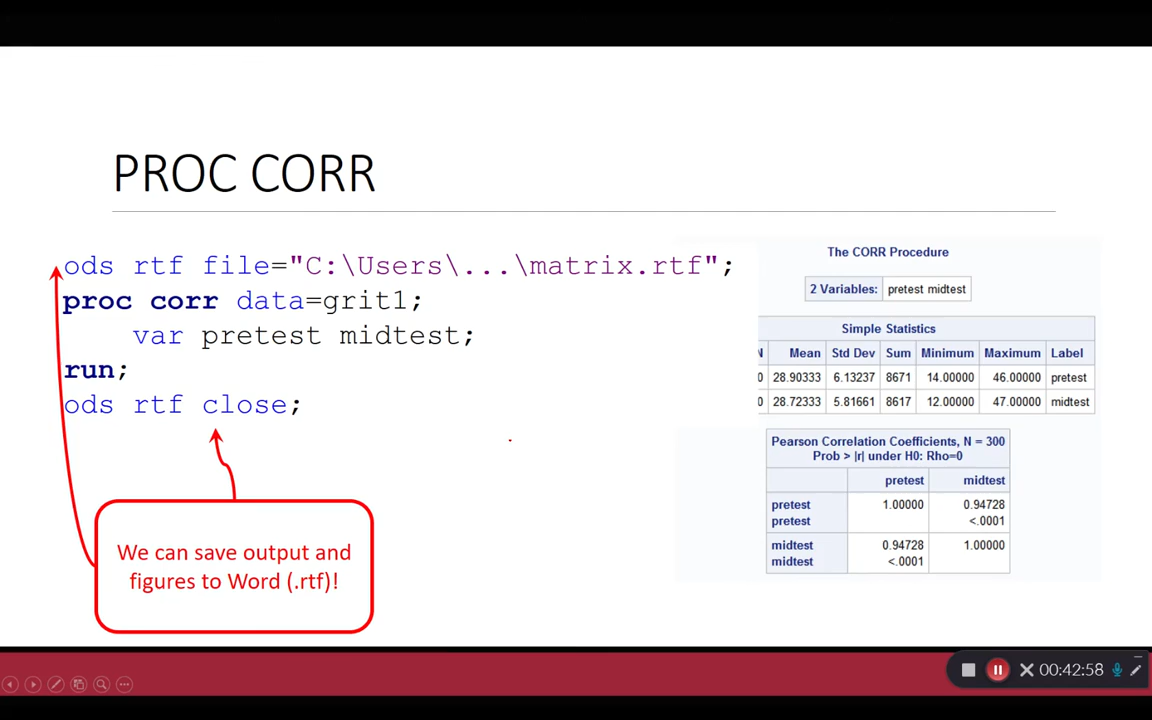 PROC CORR
ods rtf file="C:\Users\...\matrix.rtf";
proc corr data=grit1;
var pretest midtest;
run;
ods rtf close;
We can save output and
figures to Word (.rtf)!
The CORR Procedure
2 Variables: pretest midtest
Simple Statistics
N Mean Std Dev Sum Minimum Maximum Label
0 28.90333 6.13237 8671 14.00000 46.00000 pretest
0 28.72333 5.81661 8617 12.00000 47.00000 midtest
Pearson Correlation Coefficients, N = 300
Prob > |r| under H0: Rho=0
pretest midtest
pretest 1.00000 0.94728
pretest <.0001
midtest 0.94728 1.00000
midtest <.0001
00:42:58